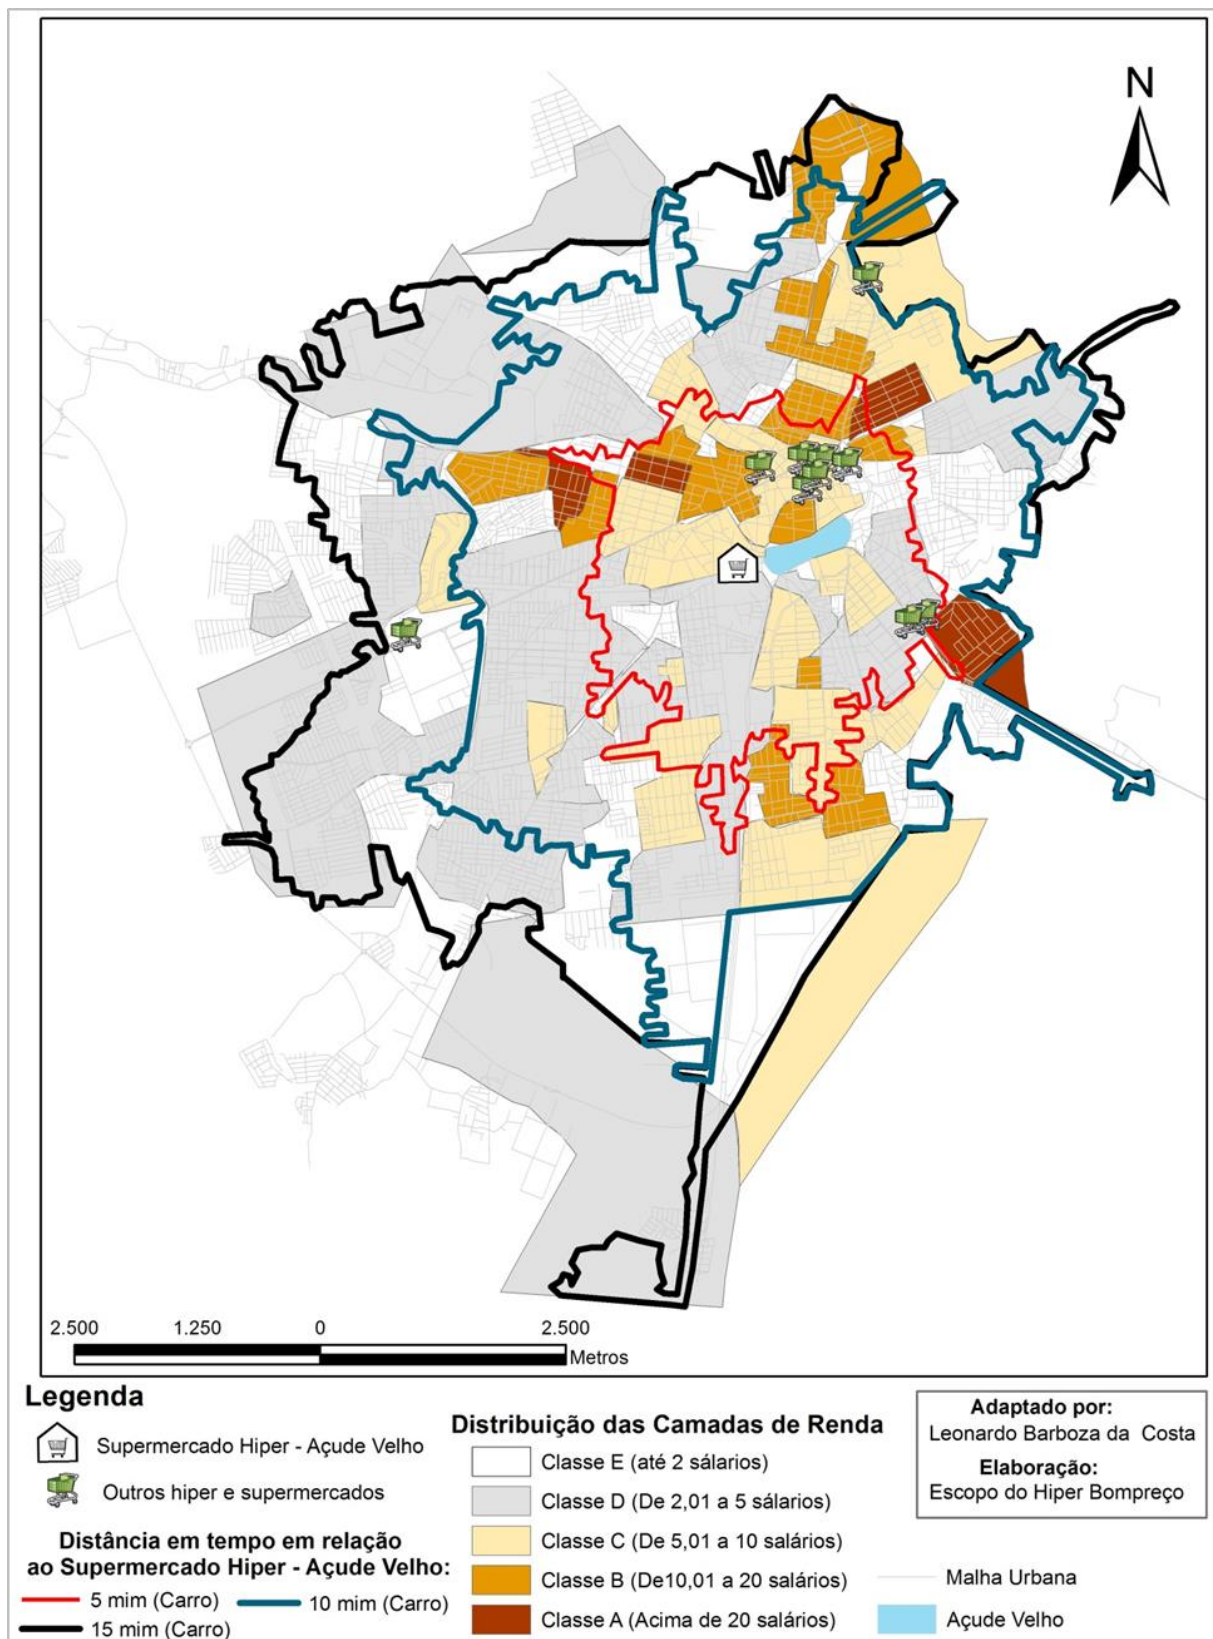 N
2.500 1.250 0 2.500
Metros
Legenda
Supermercado Hiper - Açude Velho
Outros hiper e supermercados
Distância em tempo em relação
ao Supermercado Hiper - Açude Velho:
5 mim (Carro) 10 mim (Carro)
15 mim (Carro)
Distribuição das Camadas de Renda
Classe E (até 2 sálarios)
Classe D (De 2,01 a 5 sálarios)
Classe C (De 5,01 a 10 salários)
Classe B (De10,01 a 20 salários)
Classe A (Acima de 20 salários)
Adaptado por:
Leonardo Barboza da Costa
Elaboração:
Escopo do Hiper Bompreço
Malha Urbana
Açude Velho